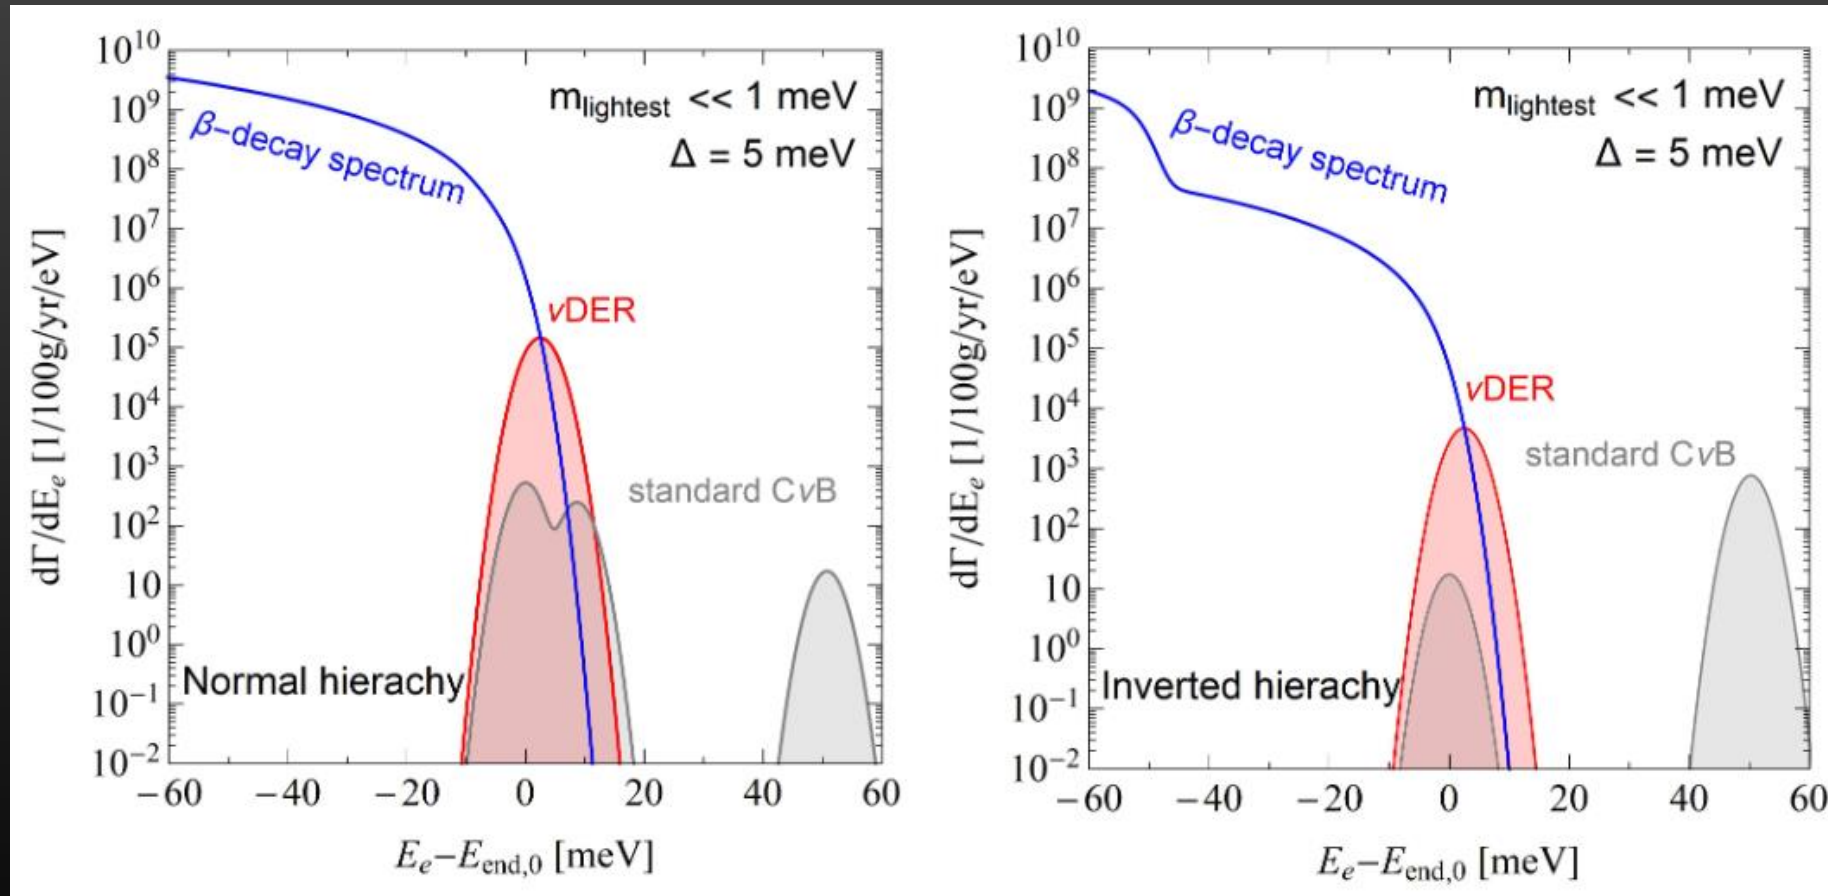 10^10
10^9
10^8
10^7
10^6
10^5
10^4
10^3
10^2
10
10^0
10^−1
10^−2
dΓ/dE_e [1/100g/yr/eV]
m_lightest << 1 meV
Δ = 5 meV
β−decay spectrum
νDER
standard CνB
Normal hierachy
−60 −40 −20 0 20 40 60
E_e−E_end,0 [meV]
10^10
10^9
10^8
10^7
10^6
10^5
10^4
10^3
10^2
10
10^0
10^−1
10^−2
dΓ/dE_e [1/100g/yr/eV]
m_lightest << 1 meV
Δ = 5 meV
β−decay spectrum
νDER
standard CνB
Inverted hierachy
−60 −40 −20 0 20 40 60
E_e−E_end,0 [meV]